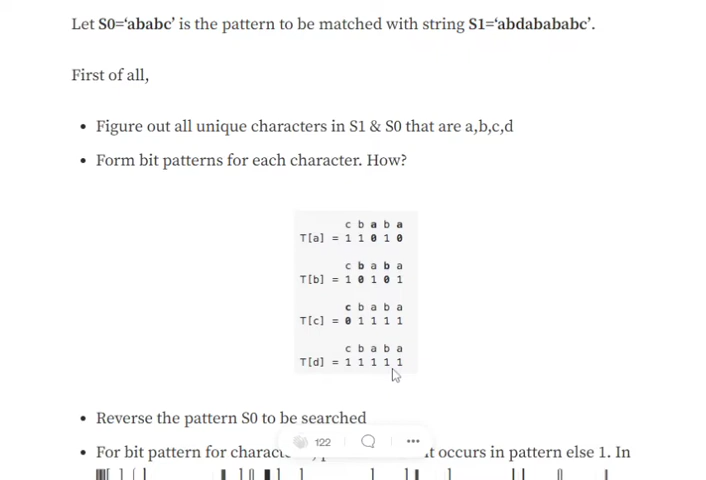 Let S0=‘ababc’ is the pattern to be matched with string S1=‘abdabababc’.
First of all,
• Figure out all unique characters in S1 & S0 that are a,b,c,d
• Form bit patterns for each character. How?
c b a b a
T[a] = 1 1 0 1 0
c b a b a
T[b] = 1 0 1 0 1
c b a b a
T[c] = 0 1 1 1 1
c b a b a
T[d] = 1 1 1 1 1
• Reverse the pattern S0 to be searched
• For bit pattern for charact
122
occurs in pattern else 1. In